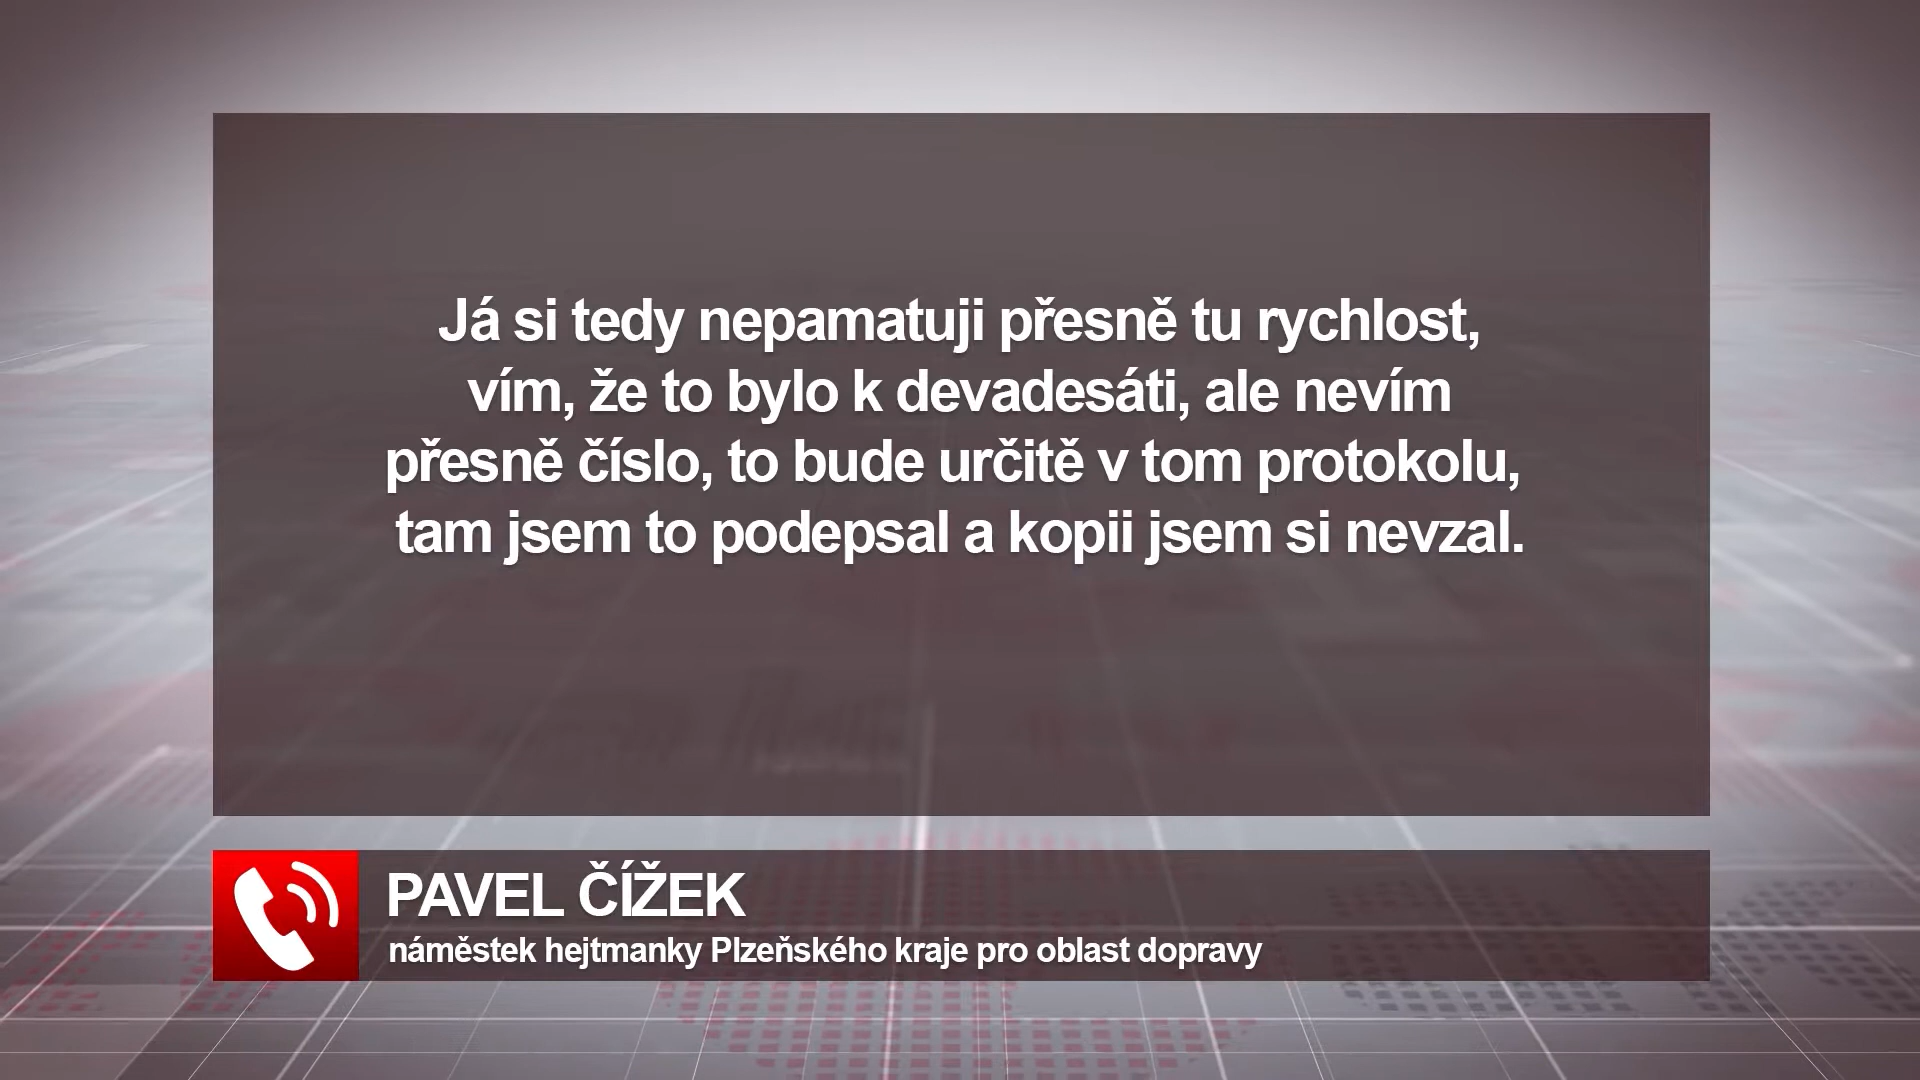 Já si tedy nepamatuji přesně tu rychlost,
vím, že to bylo k devadesáti, ale nevím
přesně číslo, to bude určitě v tom protokolu,
tam jsem to podepsal a kopii jsem si nevzal.
PAVEL ČÍŽEK
náměstek hejtmanky Plzeňského kraje pro oblast dopravy